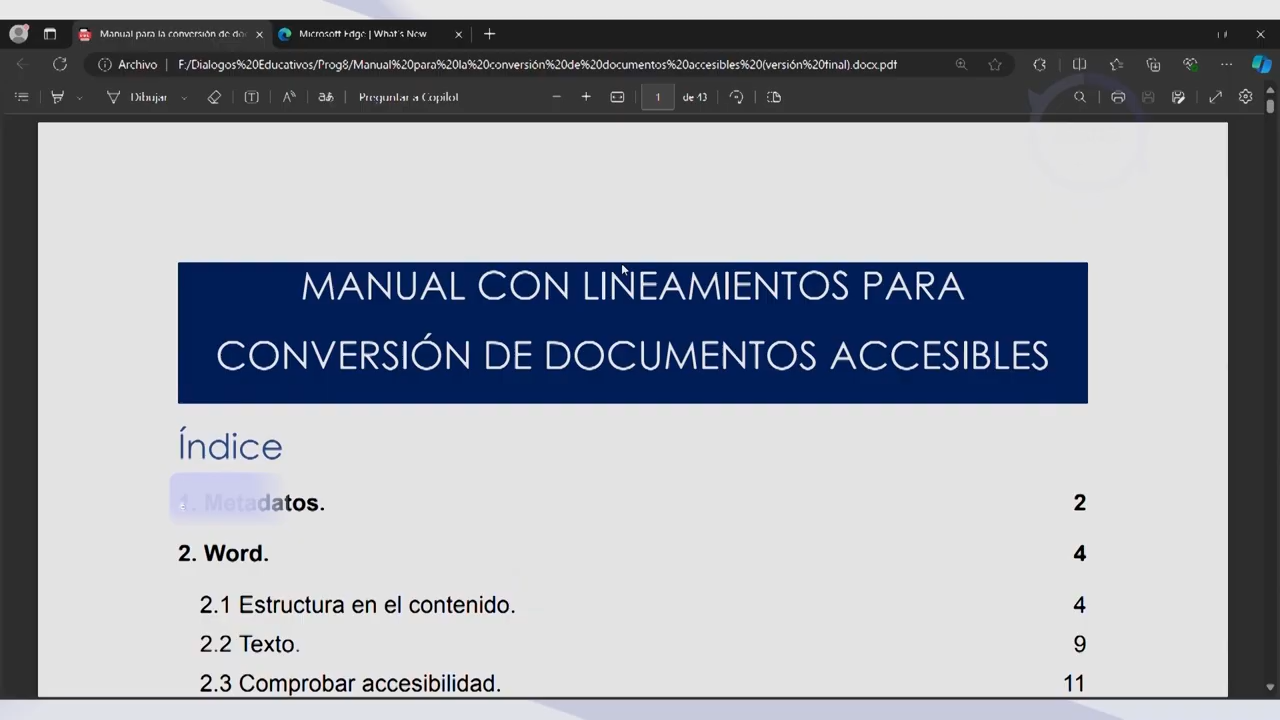 Manual para la conversión de do
Microsoft Edge | What's New
Archivo
F:/Dialogos%20Educativos/Prog8/Manual%20para%20la%20conversión%20de%20documentos%20accesibles%20(versión%20final).docx.pdf
Dibujar
Preguntar a Copilot
1 de 43
MANUAL CON LINEAMIENTOS PARA
CONVERSIÓN DE DOCUMENTOS ACCESIBLES
Índice
1. Metadatos. 2
2. Word. 4
2.1 Estructura en el contenido. 4
2.2 Texto. 9
2.3 Comprobar accesibilidad. 11